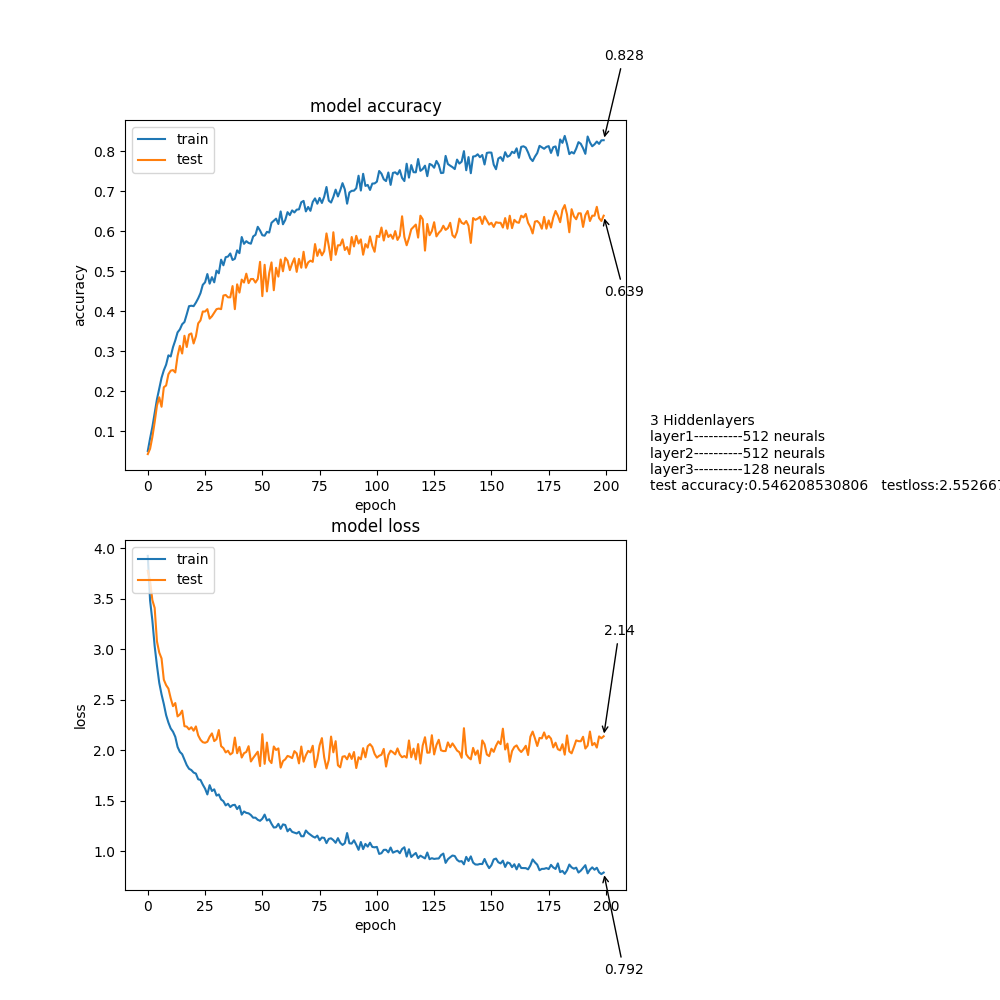 0.828
model accuracy
train
test
0.8
0.7
0.6
0.5
0.4
0.3
0.2
0.1
accuracy
0.639
0 25 50 75 100 125 150 175 200
epoch
3 Hiddenlayers
layer1----------512 neurals
layer2----------512 neurals
layer3----------128 neurals
test accuracy:0.546208530806 testloss:2.552667
model loss
train
test
4.0
3.5
3.0
2.5
2.0
1.5
1.0
loss
2.14
0 25 50 75 100 125 150 175 200
epoch
0.792